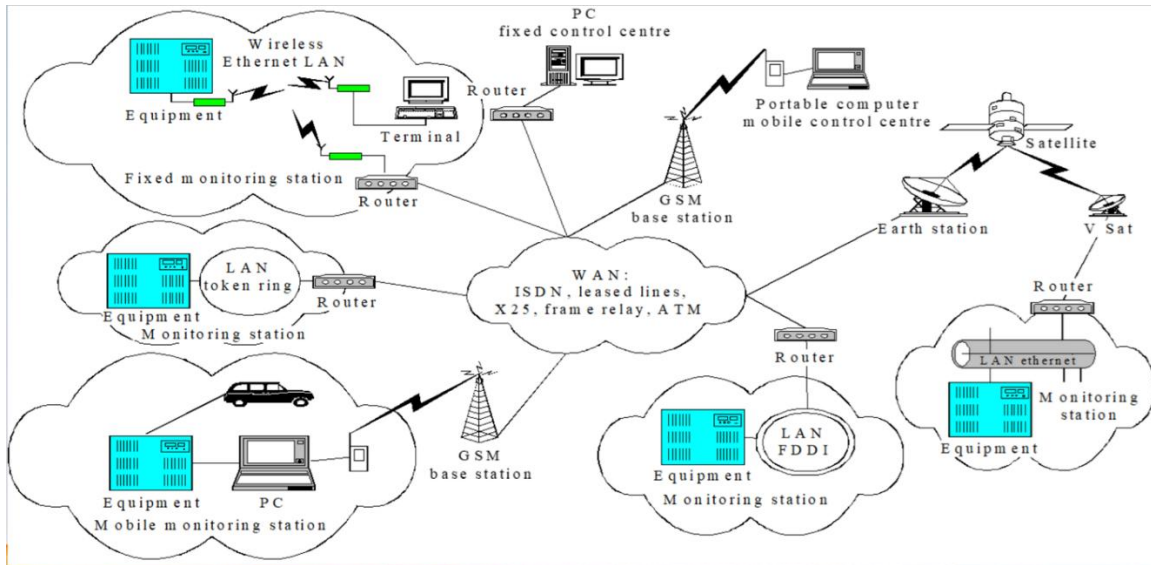 Wireless
Ethernet LAN
Equipment
Terminal
Fixed monitoring station
Router
PC
fixed control centre
Router
Portable computer
mobile control centre
GSM
base station
Satellite
Earth station
V Sat
LAN
token ring
Equipment
Router
Monitoring station
WAN:
ISDN, leased lines,
X25, frame relay, ATM
Router
Router
LAN ethernet
Monitoring
station
Equipment
GSM
base station
Equipment
PC
Mobile monitoring station
LAN
FDDI
Equipment
Monitoring station